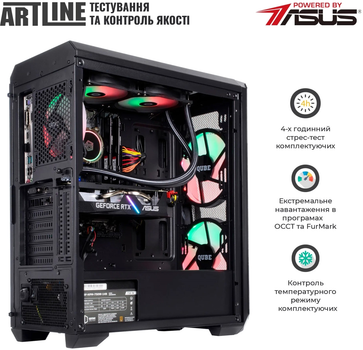 ARTLINE
ТЕСТУВАННЯ
ТА КОНТРОЛЬ ЯКОСТІ
POWERED BY
ASUS
4-х годинний
стрес-тест
комплектуючих
Екстремальне
навантаження в
програмах
OCCT та FurMark
Контроль
температурного
режиму
комплектуючих
QUBE
GEFORCE RTX
ASUS
QUBE